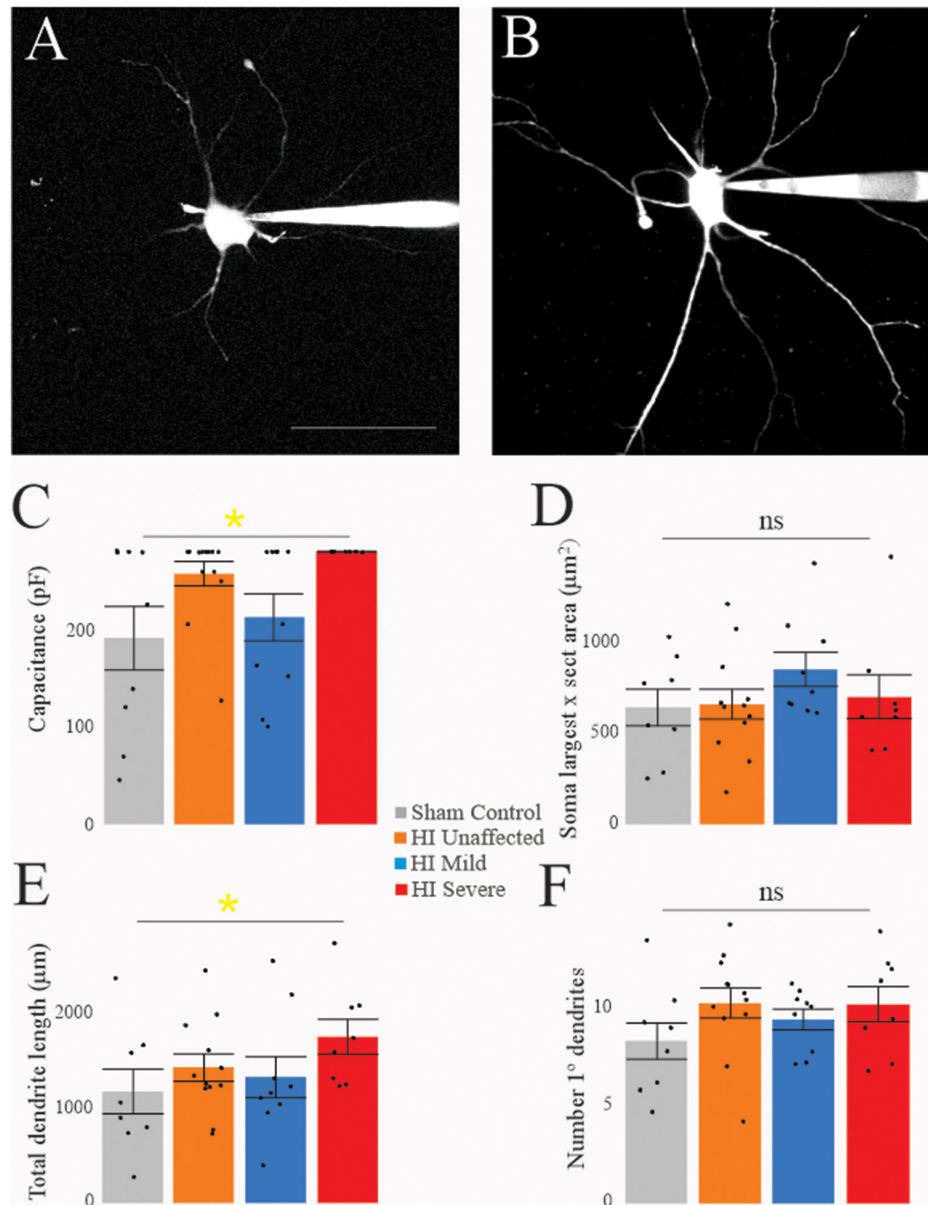 A
B
C
*
Capacitance (pF)
200
100
0
D
ns
Soma largest x sect area (μm²)
1000
500
0
Sham Control
HI Unaffected
HI Mild
HI Severe
E
*
Total dendrite length (μm)
2000
1000
0
F
ns
Number 1° dendrites
10
5
0